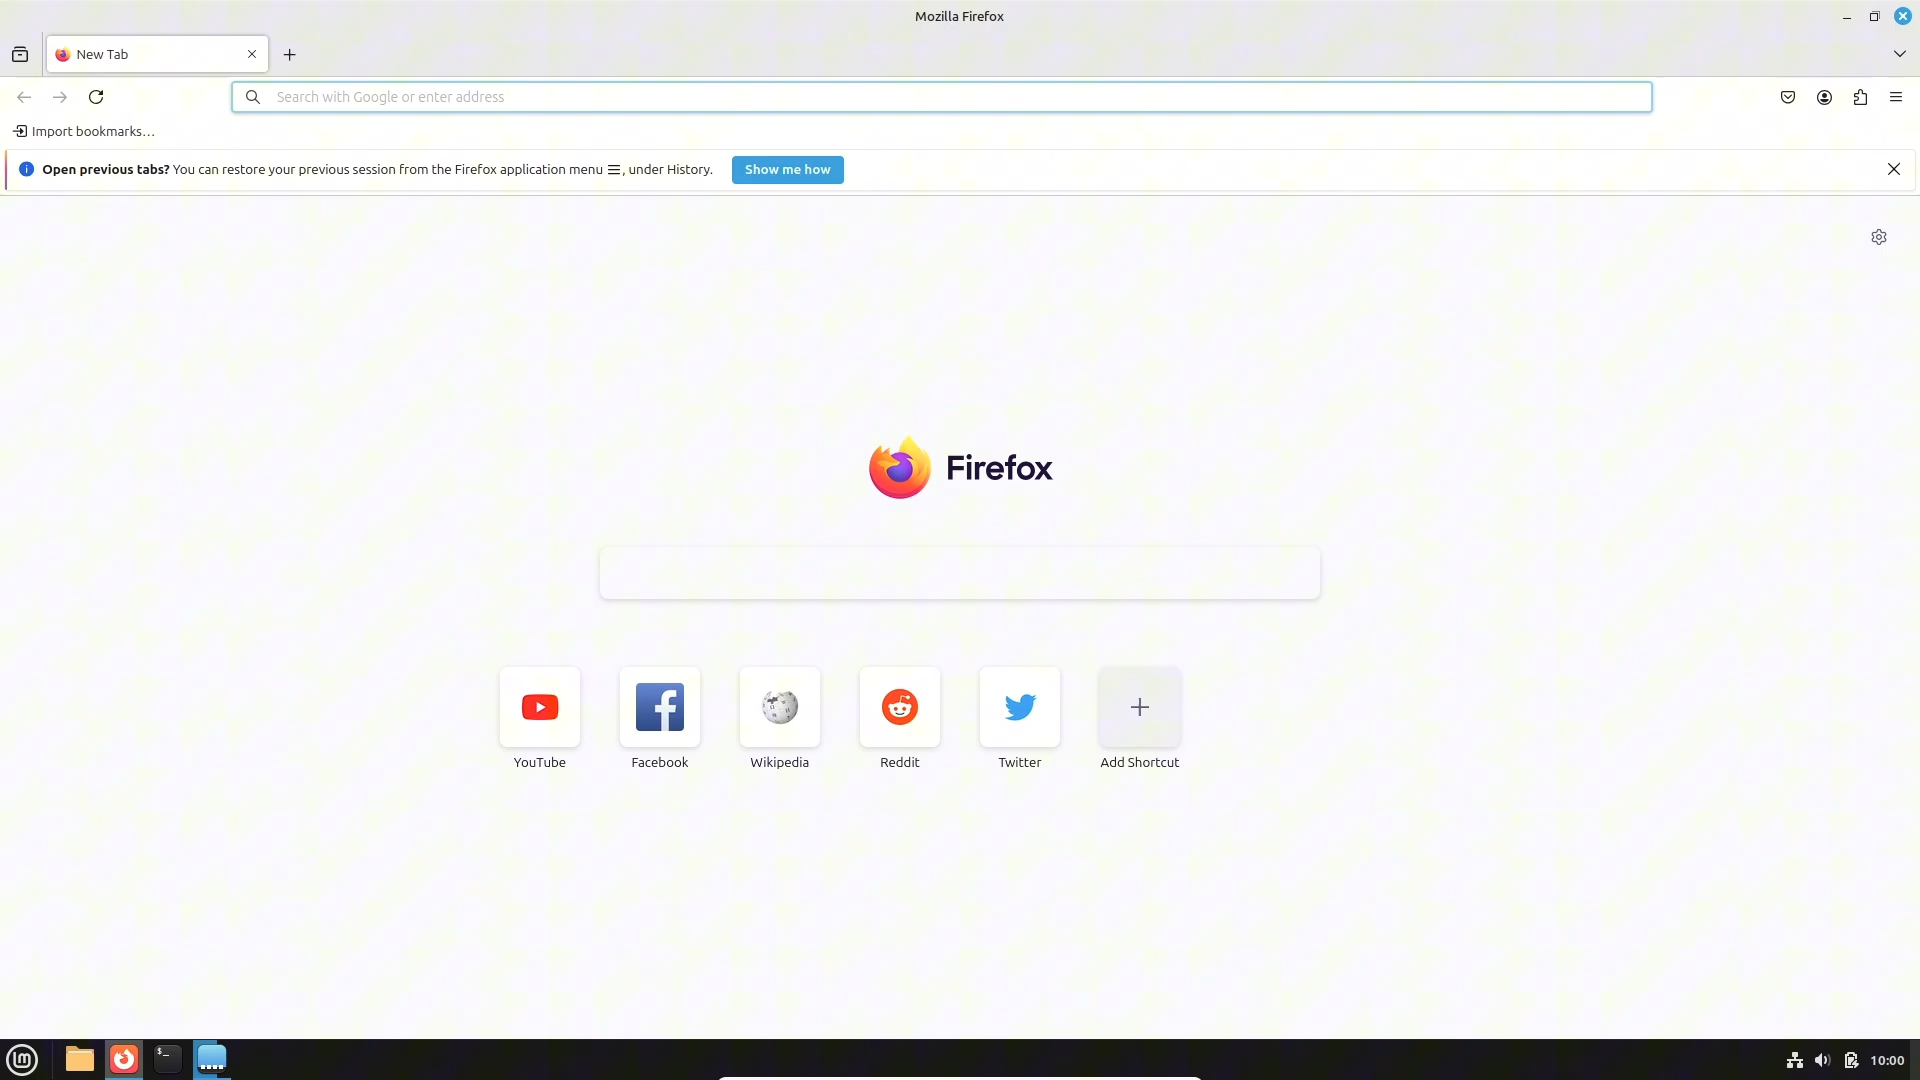 Mozilla Firefox
New Tab
Search with Google or enter address
Import bookmarks...
Open previous tabs? You can restore your previous session from the Firefox application menu ☰, under History.
Show me how
Firefox
YouTube
Facebook
Wikipedia
Reddit
Twitter
Add Shortcut
10:00